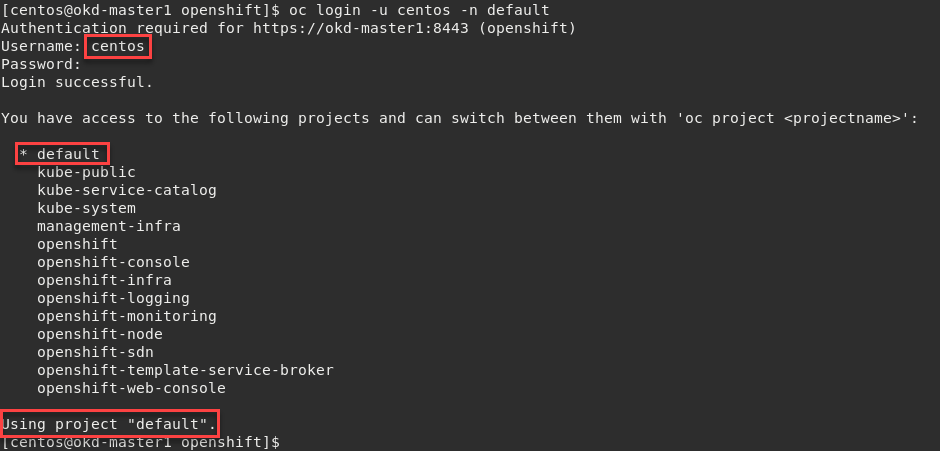 [centos@okd-master1 openshift]$ oc login -u centos -n default
Authentication required for https://okd-master1:8443 (openshift)
Username: centos
Password:
Login successful.
You have access to the following projects and can switch between them with 'oc project <projectname>':
* default
kube-public
kube-service-catalog
kube-system
management-infra
openshift
openshift-console
openshift-infra
openshift-logging
openshift-monitoring
openshift-node
openshift-sdn
openshift-template-service-broker
openshift-web-console
Using project "default".
[centos@okd-master1 openshift]$